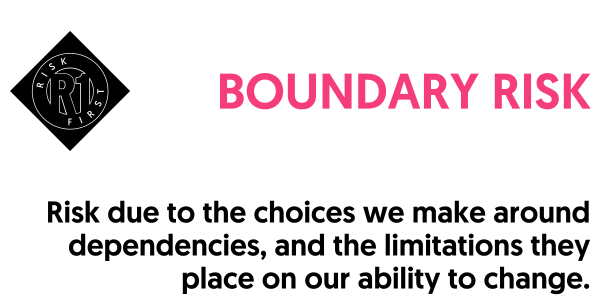 RISK
R1
FIRST
BOUNDARY RISK
Risk due to the choices we make around
dependencies, and the limitations they
place on our ability to change.